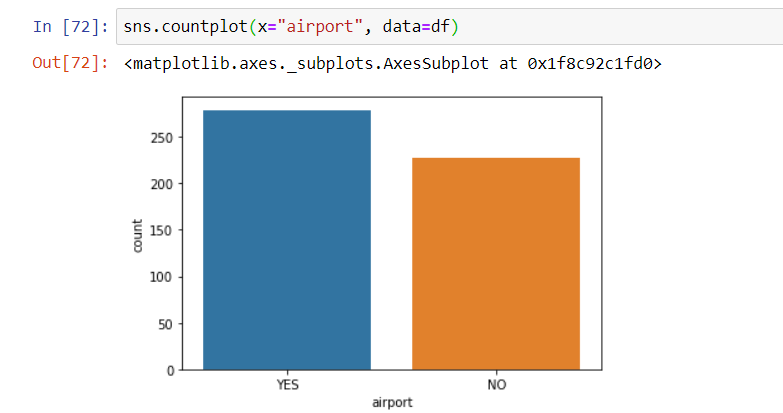 In [72]: sns.countplot(x="airport", data=df)
Out[72]: <matplotlib.axes._subplots.AxesSubplot at 0x1f8c92c1fd0>
250
200
150
100
50
0
count
YES NO
airport